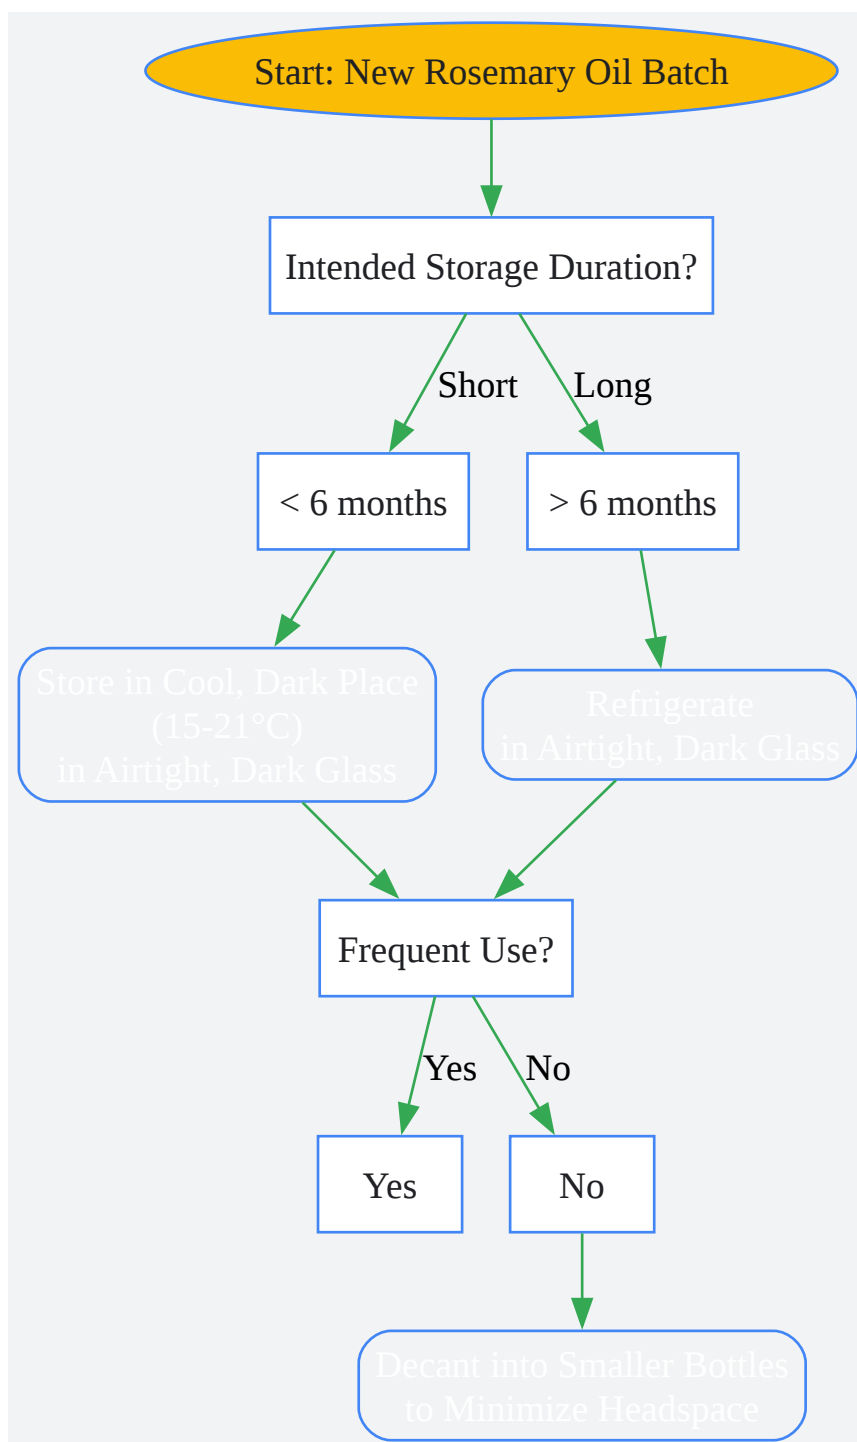 Start: New Rosemary Oil Batch
Intended Storage Duration?
Short
Long
< 6 months
> 6 months
Store in Cool, Dark Place
(15-21°C)
in Airtight, Dark Glass
Refrigerate
in Airtight, Dark Glass
Frequent Use?
Yes
No
Yes
No
Decant into Smaller Bottles
to Minimize Headspace